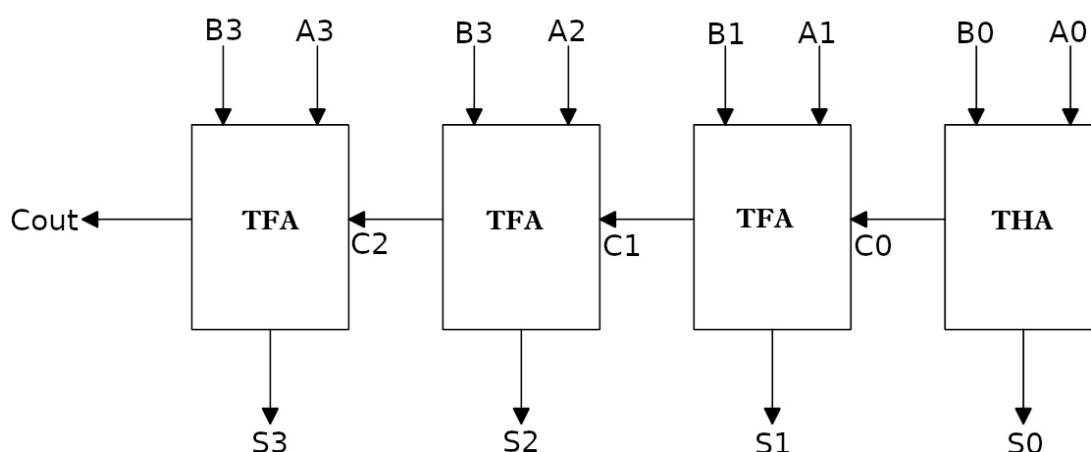 B3 A3 B3 A2 B1 A1 B0 A0
Cout TFA TFA TFA THA
C2 C1 C0
S3 S2 S1 S0